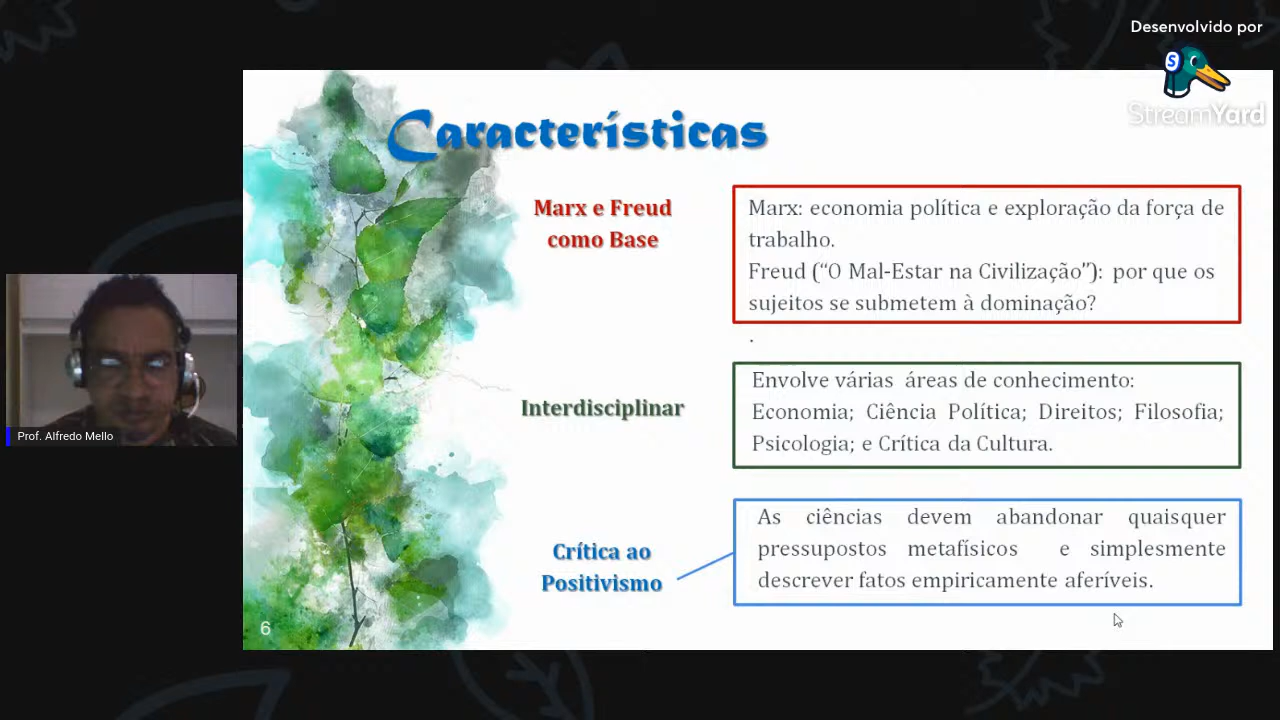 Desenvolvido por
StreamYard
Características
Marx e Freud
como Base
Marx: economia política e exploração da força de
trabalho.
Freud (“O Mal-Estar na Civilização”): por que os
sujeitos se submetem à dominação?
.
Interdisciplinar
Envolve várias áreas de conhecimento:
Economia; Ciência Política; Direitos; Filosofia;
Psicologia; e Crítica da Cultura.
Crítica ao
Positivismo
As ciências devem abandonar quaisquer
pressupostos metafísicos e simplesmente
descrever fatos empiricamente aferíveis.
Prof. Alfredo Mello
6